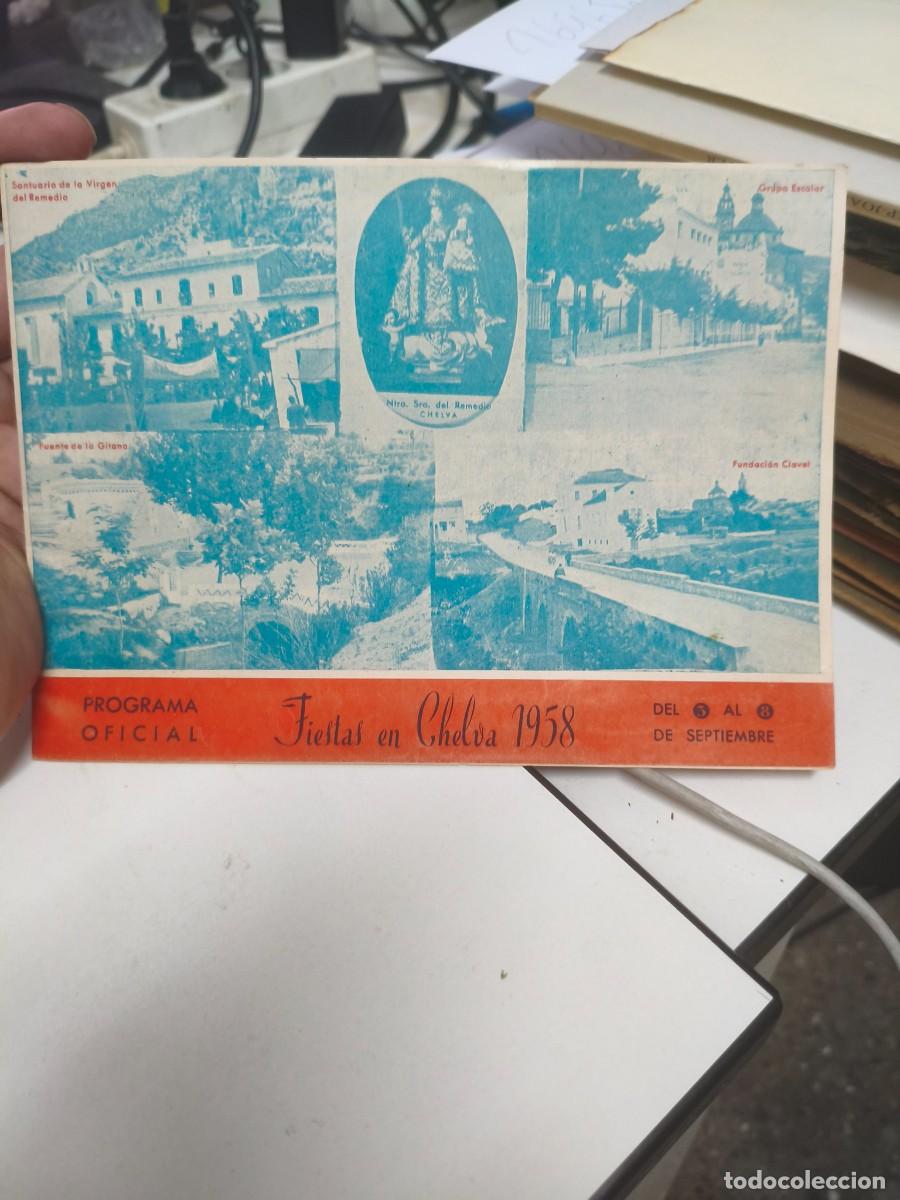 Santuario de la Virgen
del Remedio
Grupo Escolar
Ntra. Sra. del Remedio
CHELVA
Fuente de la Gitana
Fundación Clavel
PROGRAMA
OFICIAL
Fiestas en Chelva 1958
DEL 3 AL 8
DE SEPTIEMBRE
todocoleccion